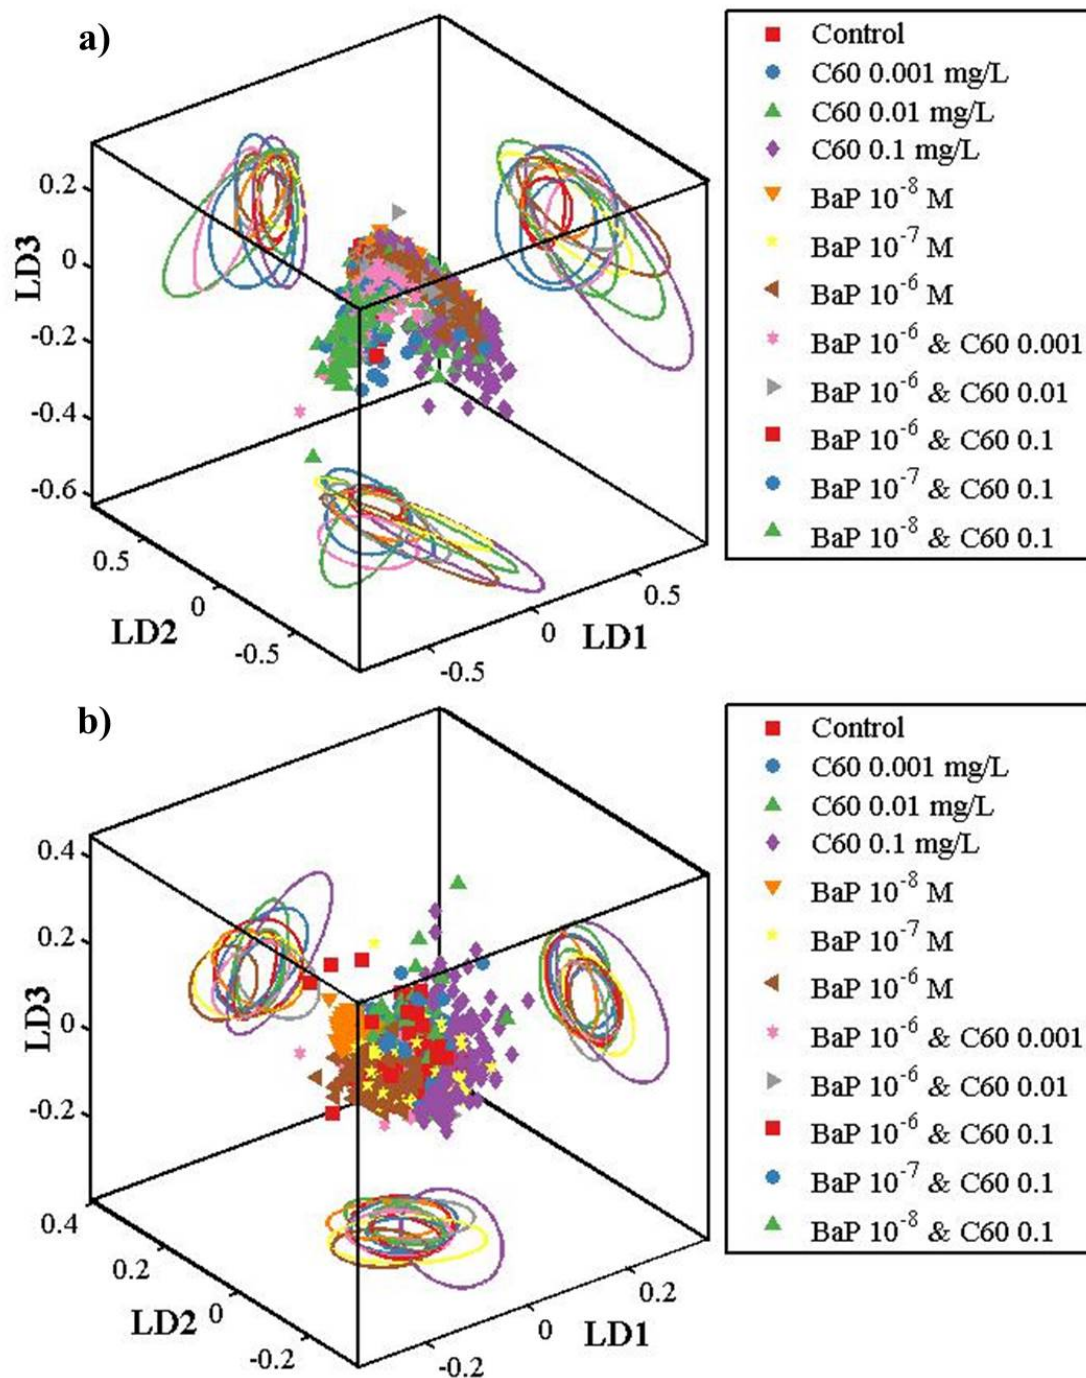 a)
LD3
0.2
0
-0.2
-0.4
-0.6
0.5
0
-0.5
LD2
-0.5
0
0.5
LD1
Control
C60 0.001 mg/L
C60 0.01 mg/L
C60 0.1 mg/L
BaP 10⁻⁸ M
BaP 10⁻⁷ M
BaP 10⁻⁶ M
BaP 10⁻⁶ & C60 0.001
BaP 10⁻⁶ & C60 0.01
BaP 10⁻⁶ & C60 0.1
BaP 10⁻⁷ & C60 0.1
BaP 10⁻⁸ & C60 0.1
b)
LD3
0.4
0.2
0
-0.2
0.4
0.2
0
-0.2
LD2
-0.2
0
0.2
LD1
Control
C60 0.001 mg/L
C60 0.01 mg/L
C60 0.1 mg/L
BaP 10⁻⁸ M
BaP 10⁻⁷ M
BaP 10⁻⁶ M
BaP 10⁻⁶ & C60 0.001
BaP 10⁻⁶ & C60 0.01
BaP 10⁻⁶ & C60 0.1
BaP 10⁻⁷ & C60 0.1
BaP 10⁻⁸ & C60 0.1